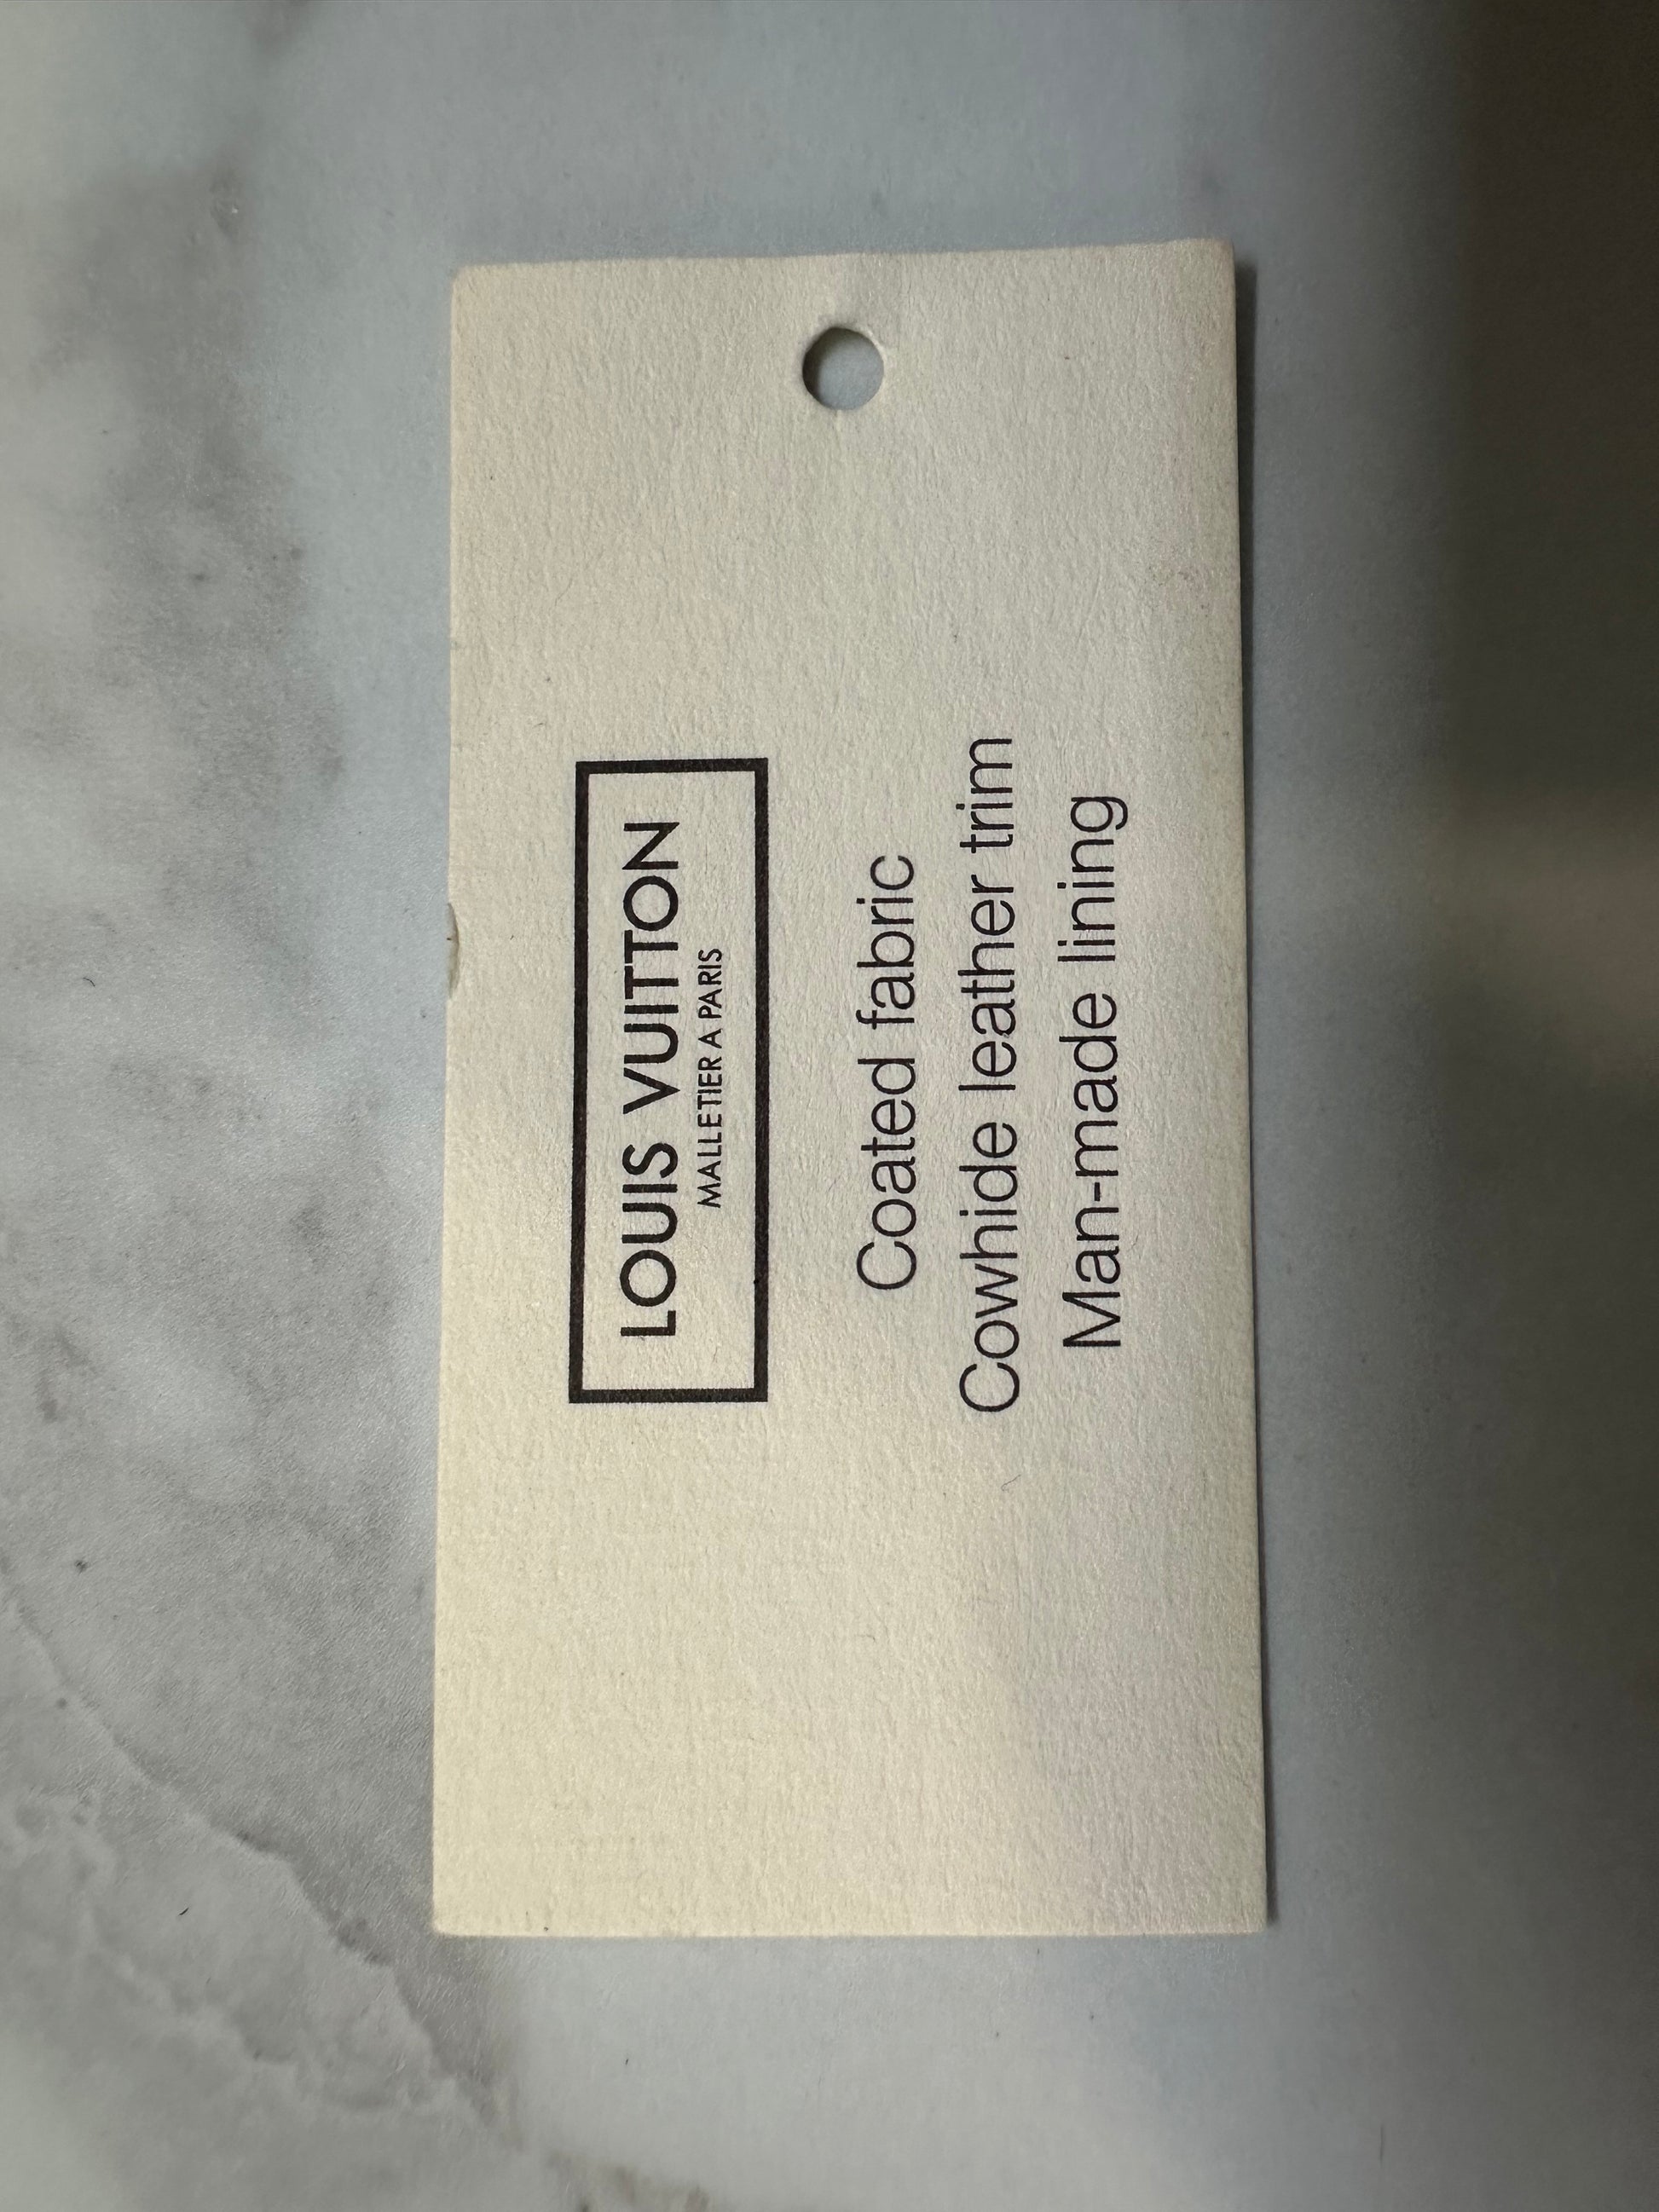 LOUIS VUITTON
MALLETIER A PARIS
Coated fabric
Cowhide leather trim
Man-made lining